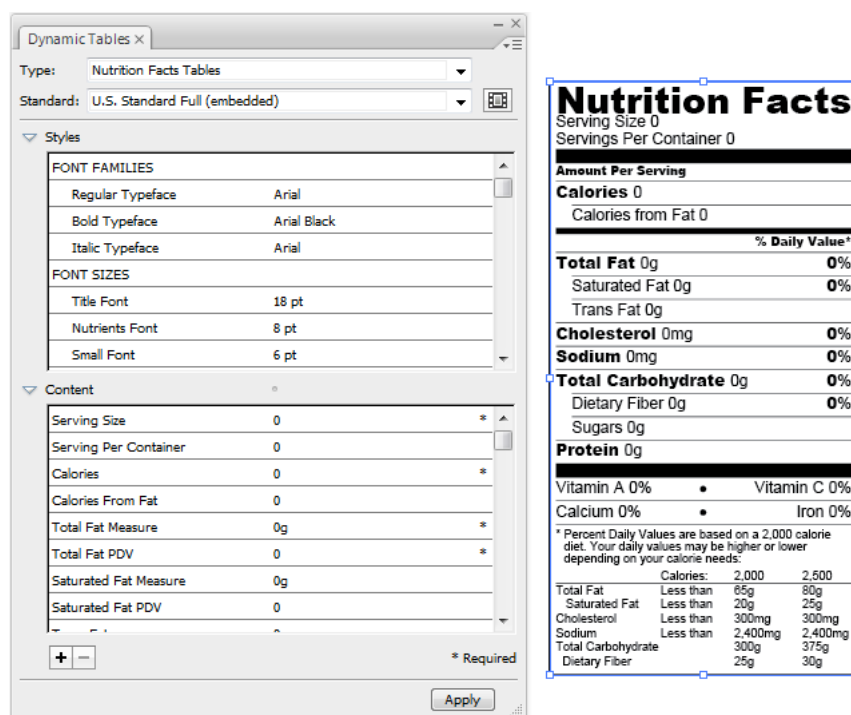 Dynamic Tables ×
Type: Nutrition Facts Tables
Standard: U.S. Standard Full (embedded)
Styles
FONT FAMILIES
Regular Typeface Arial
Bold Typeface Arial Black
Italic Typeface Arial
FONT SIZES
Title Font 18 pt
Nutrients Font 8 pt
Small Font 6 pt
Content
Serving Size 0 *
Serving Per Container 0
Calories 0 *
Calories From Fat 0
Total Fat Measure 0g *
Total Fat PDV 0 *
Saturated Fat Measure 0g
Saturated Fat PDV 0
+ − * Required
Apply
Nutrition Facts
Serving Size 0
Servings Per Container 0
Amount Per Serving
Calories 0
Calories from Fat 0
% Daily Value*
Total Fat 0g 0%
Saturated Fat 0g 0%
Trans Fat 0g
Cholesterol 0mg 0%
Sodium 0mg 0%
Total Carbohydrate 0g 0%
Dietary Fiber 0g 0%
Sugars 0g
Protein 0g
Vitamin A 0% • Vitamin C 0%
Calcium 0% • Iron 0%
* Percent Daily Values are based on a 2,000 calorie
diet. Your daily values may be higher or lower
depending on your calorie needs:
Calories: 2,000 2,500
Total Fat Less than 65g 80g
Saturated Fat Less than 20g 25g
Cholesterol Less than 300mg 300mg
Sodium Less than 2,400mg 2,400mg
Total Carbohydrate 300g 375g
Dietary Fiber 25g 30g